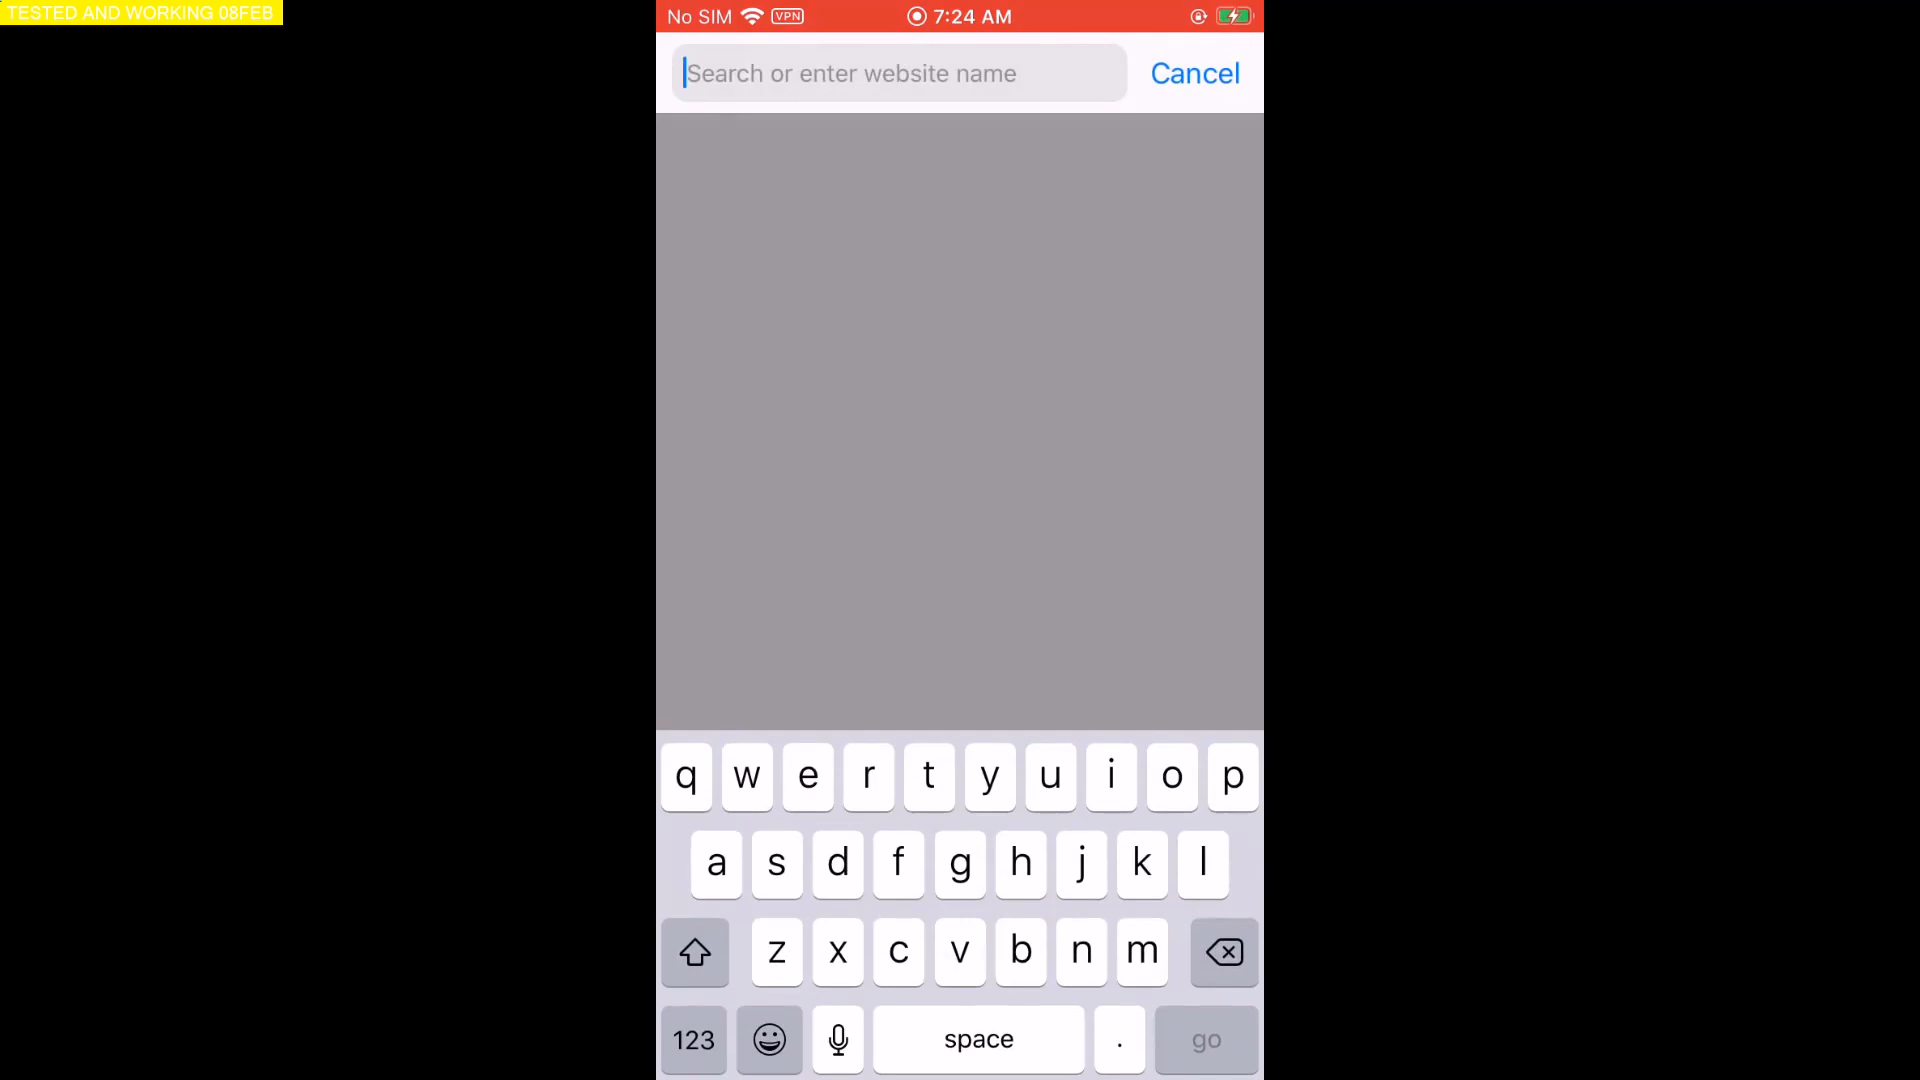 TESTED AND WORKING 08FEB
No SIM VPN 7:24 AM
Search or enter website name Cancel
q w e r t y u i o p
a s d f g h j k l
z x c v b n m
123 space . go